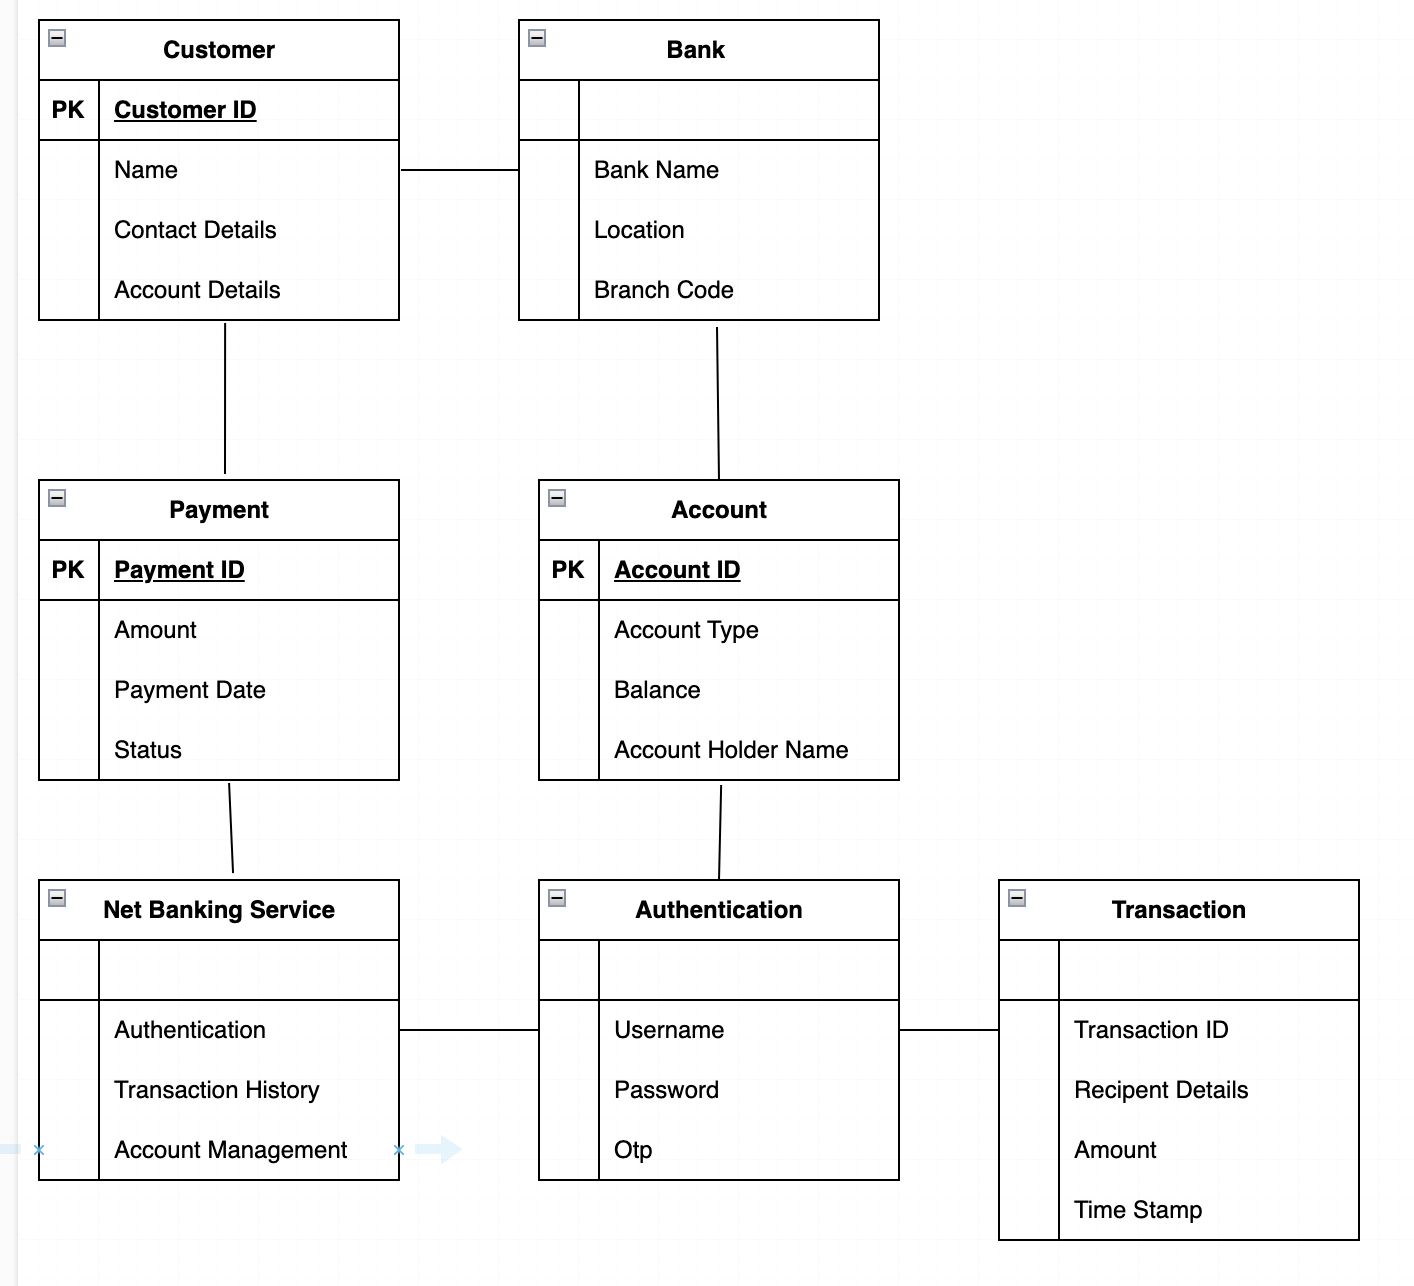 Customer
PK Customer ID
Name
Contact Details
Account Details
Bank
Bank Name
Location
Branch Code
Payment
PK Payment ID
Amount
Payment Date
Status
Account
PK Account ID
Account Type
Balance
Account Holder Name
Net Banking Service
Authentication
Transaction History
Account Management
Authentication
Username
Password
Otp
Transaction
Transaction ID
Recipent Details
Amount
Time Stamp